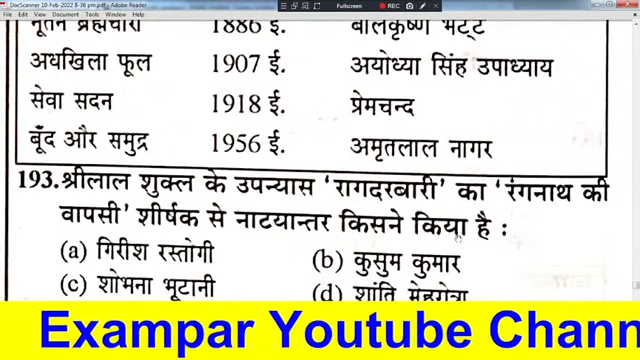 DocScanner 10-Feb-2022 8-36 pm.pdf - Adobe Reader
File Edit View Document Tools Window Help
Fullscreen REC
नूतन ब्रह्मचारी 1886 ई. बालकृष्ण भट्ट
अधखिला फूल 1907 ई. अयोध्या सिंह उपाध्याय
सेवा सदन 1918 ई. प्रेमचन्द
बूँद और समुद्र 1956 ई. अमृतलाल नागर
193. श्रीलाल शुक्ल के उपन्यास ‘रागदरबारी’ का ‘रंगनाथ की
वापसी’ शीर्षक से नाटयान्तर किसने किया है :
(a) गिरीश रस्तोगी (b) कुसुम कुमार
(c) शोभना भूटानी (d) शांति मेहरोत्रा
Exampar Youtube Chann